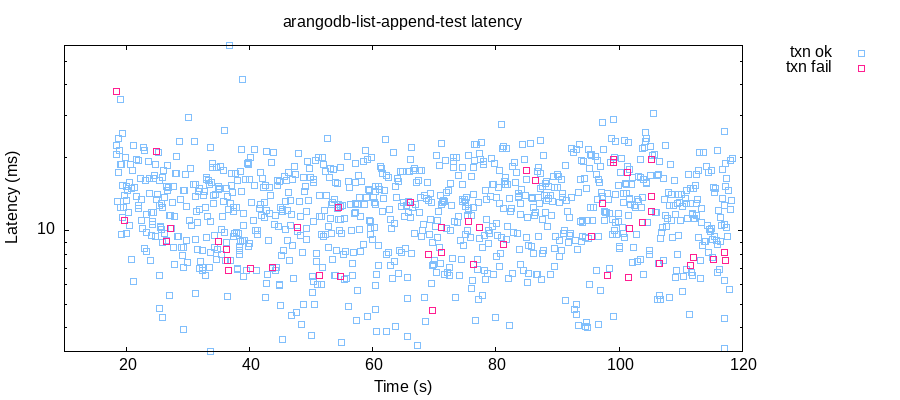 arangodb-list-append-test latency
txn ok
txn fail
Latency (ms)
10
20 40 60 80 100 120
Time (s)